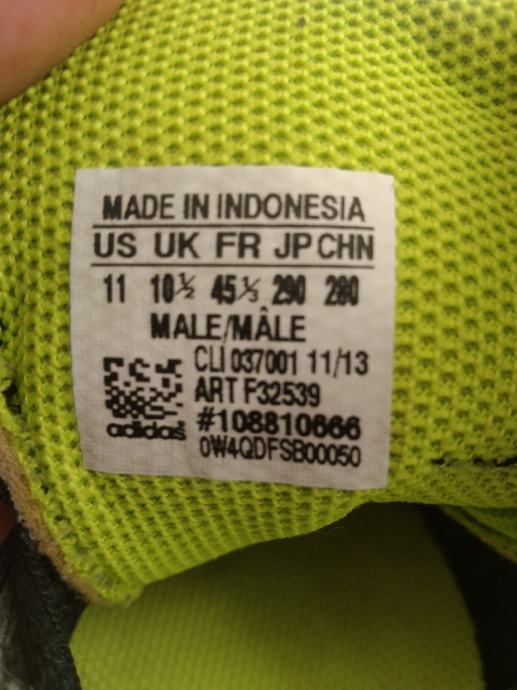 MADE IN INDONESIA
US UK FR JP CHN
11 10½ 45⅓ 290 280
MALE/MÂLE
CLI 037001 11/13
ART F32539
#108810666
adidas
0W4QDFSB00050